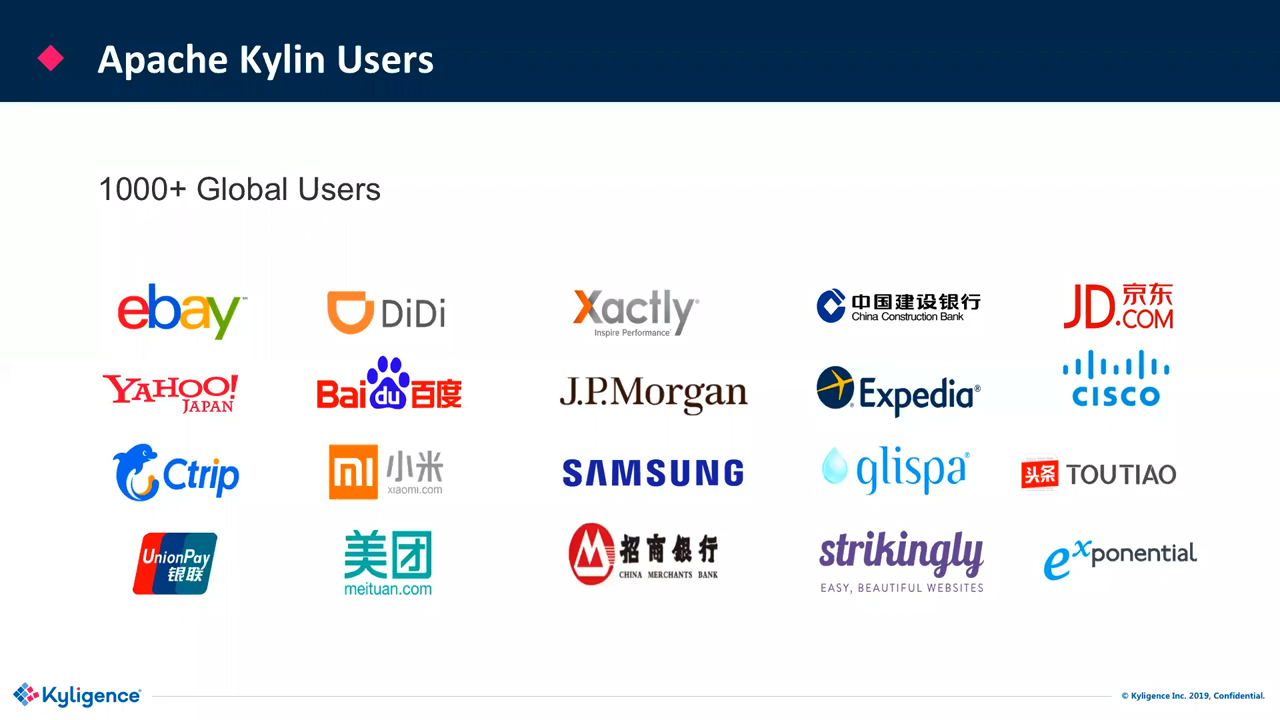 Apache Kylin Users
1000+ Global Users
ebay™
DiDi
Xactly®
Inspire Performance™
中国建设银行
China Construction Bank
JD.京东
.COM
YAHOO!
JAPAN
Bai du 百度
J.P.Morgan
Expedia®
CISCO
Ctrip
mi 小米
xiaomi.com
SAMSUNG
glispa®
头条 TOUTIAO
UnionPay
银联
美团
meituan.com
招商银行
CHINA MERCHANTS BANK
strikingly
EASY, BEAUTIFUL WEBSITES
exponential
Kyligence®
© Kyligence Inc. 2019, Confidential.